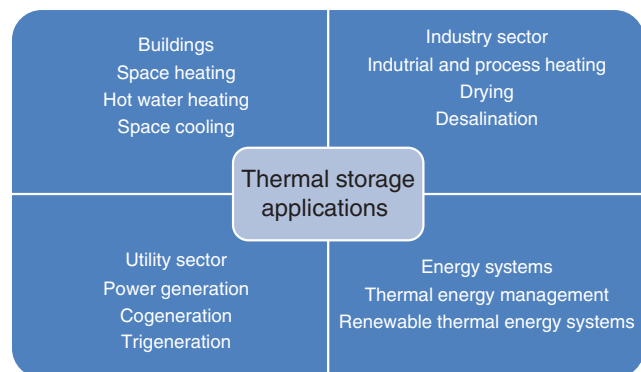 Buildings
Space heating
Hot water heating
Space cooling
Industry sector
Indutrial and process heating
Drying
Desalination
Thermal storage
applications
Utility sector
Power generation
Cogeneration
Trigeneration
Energy systems
Thermal energy management
Renewable thermal energy systems